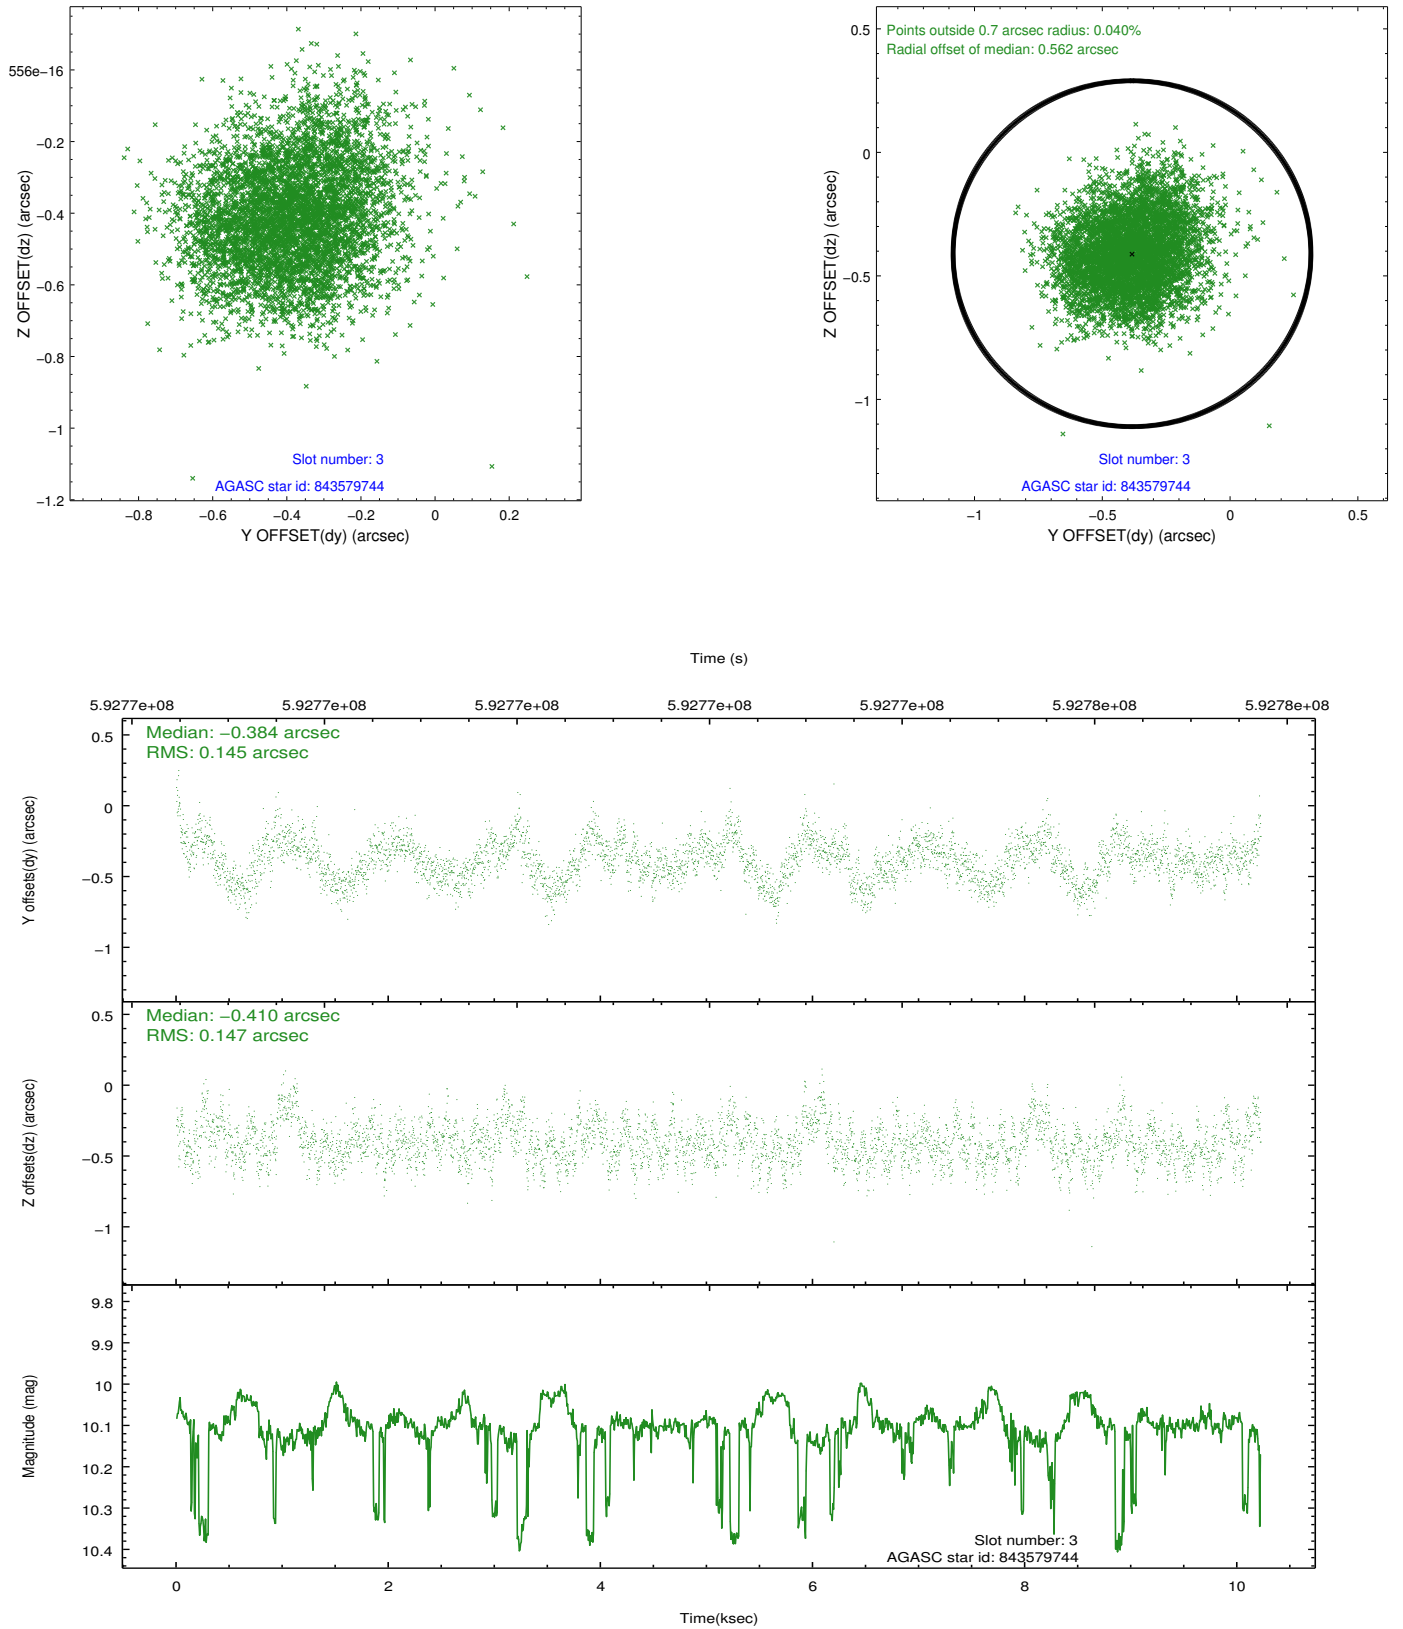 556e−16
−0.2
−0.4
−0.6
−0.8
−1
−1.2
Z OFFSET(dz) (arcsec)
Slot number: 3
AGASC star id: 843579744
−0.8 −0.6 −0.4 −0.2 0 0.2
Y OFFSET(dy) (arcsec)
Points outside 0.7 arcsec radius: 0.040%
Radial offset of median: 0.562 arcsec
0.5
0
−0.5
−1
Z OFFSET(dz) (arcsec)
Slot number: 3
AGASC star id: 843579744
−1 −0.5 0 0.5
Y OFFSET(dy) (arcsec)
Time (s)
5.9277e+08 5.9277e+08 5.9277e+08 5.9277e+08 5.9277e+08 5.9278e+08 5.9278e+08
Median: −0.384 arcsec
RMS: 0.145 arcsec
0.5
0
−0.5
−1
Y offsets(dy) (arcsec)
Median: −0.410 arcsec
RMS: 0.147 arcsec
0.5
0
−0.5
−1
Z offsets(dz) (arcsec)
9.8
9.9
10
10.1
10.2
10.3
10.4
Magnitude (mag)
Slot number: 3
AGASC star id: 843579744
0 2 4 6 8 10
Time(ksec)